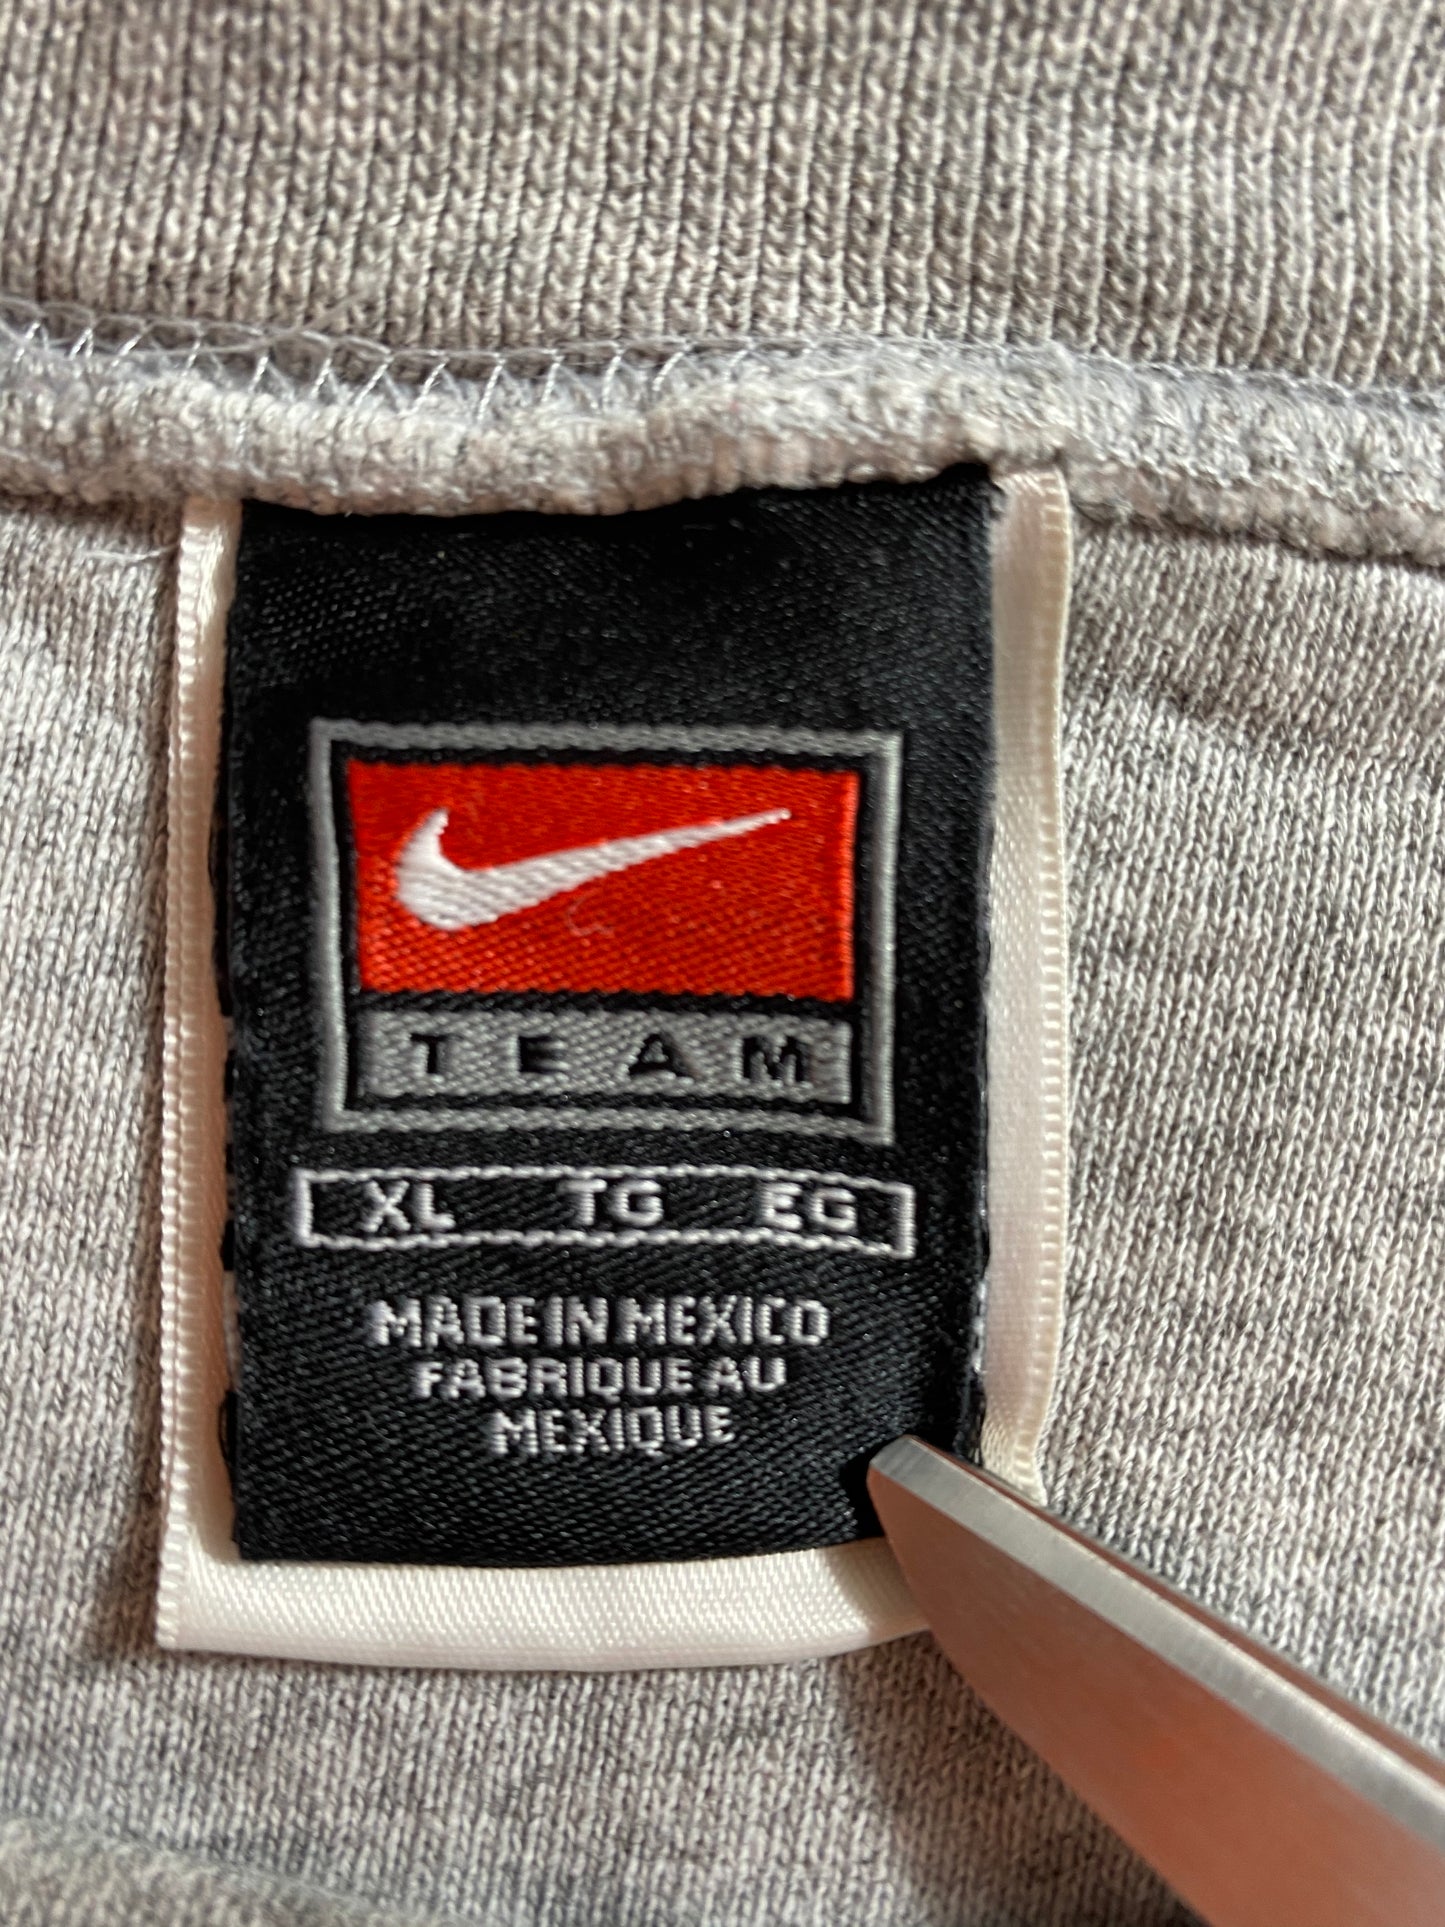 TEAM
XL TG EG
MADE IN MEXICO
FABRIQUE AU
MEXIQUE